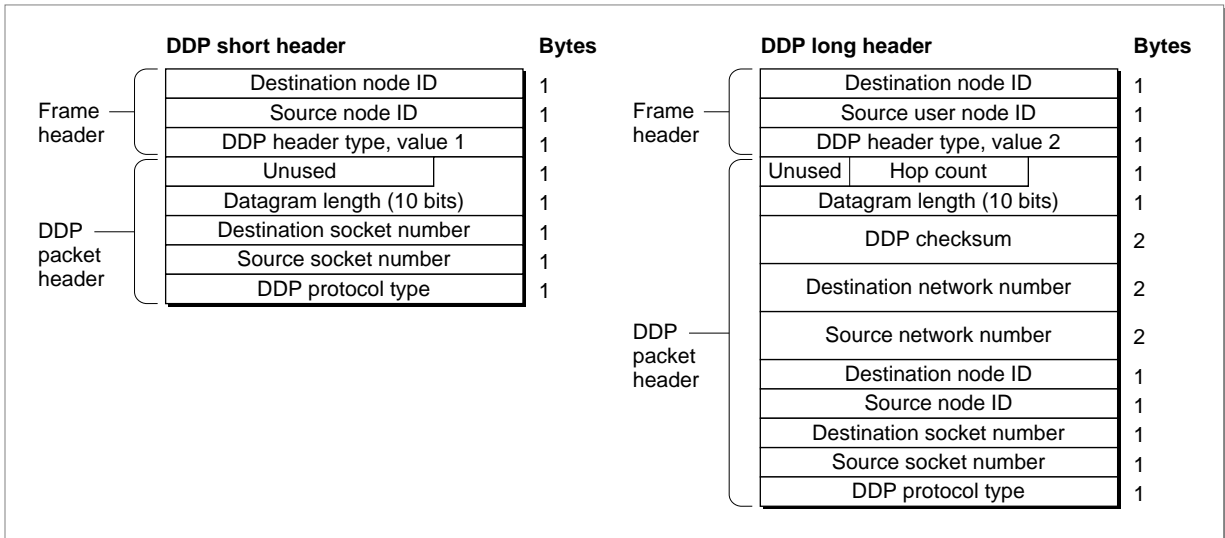 DDP short header Bytes
Frame header
Destination node ID 1
Source node ID 1
DDP header type, value 1 1
DDP packet header
Unused 1
Datagram length (10 bits) 1
Destination socket number 1
Source socket number 1
DDP protocol type 1
DDP long header Bytes
Frame header
Destination node ID 1
Source user node ID 1
DDP header type, value 2 1
DDP packet header
Unused Hop count 1
Datagram length (10 bits) 1
DDP checksum 2
Destination network number 2
Source network number 2
Destination node ID 1
Source node ID 1
Destination socket number 1
Source socket number 1
DDP protocol type 1